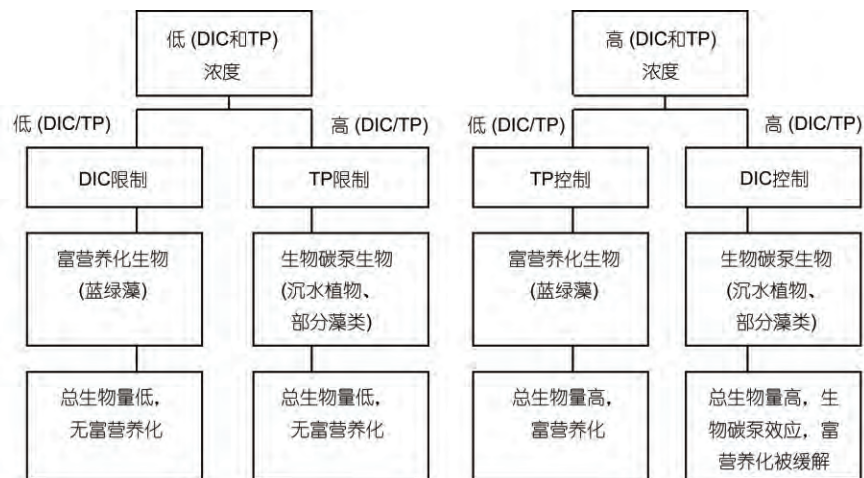 低 (DIC和TP)
浓度
高 (DIC和TP)
浓度
低 (DIC/TP)
高 (DIC/TP)
低 (DIC/TP)
高 (DIC/TP)
DIC限制
TP限制
TP控制
DIC控制
富营养化生物
(蓝绿藻)
生物碳泵生物
(沉水植物、
部分藻类)
富营养化生物
(蓝绿藻)
生物碳泵生物
(沉水植物、
部分藻类)
总生物量低，
无富营养化
总生物量低，
无富营养化
总生物量高，
富营养化
总生物量高，生
物碳泵效应，富
营养化被缓解